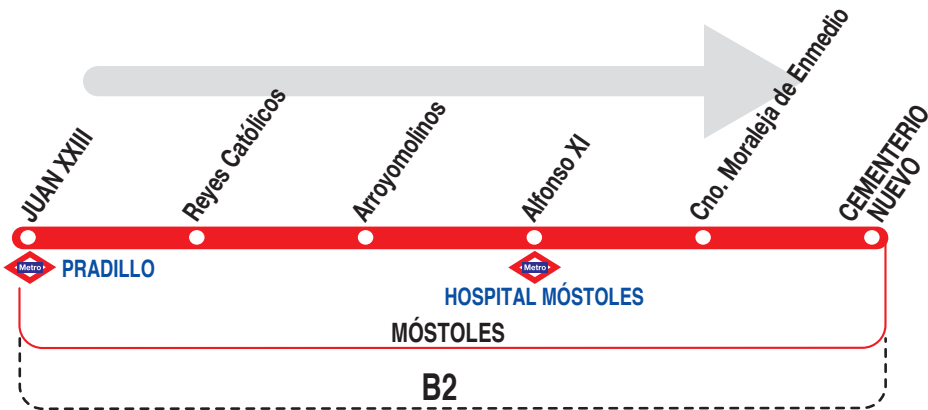 JUAN XXIII
Reyes Católicos
Arroyomolinos
Alfonso XI
Cno. Moraleja de Enmedio
CEMENTERIO
NUEVO
Metro
PRADILLO
Metro
HOSPITAL MÓSTOLES
MÓSTOLES
B2